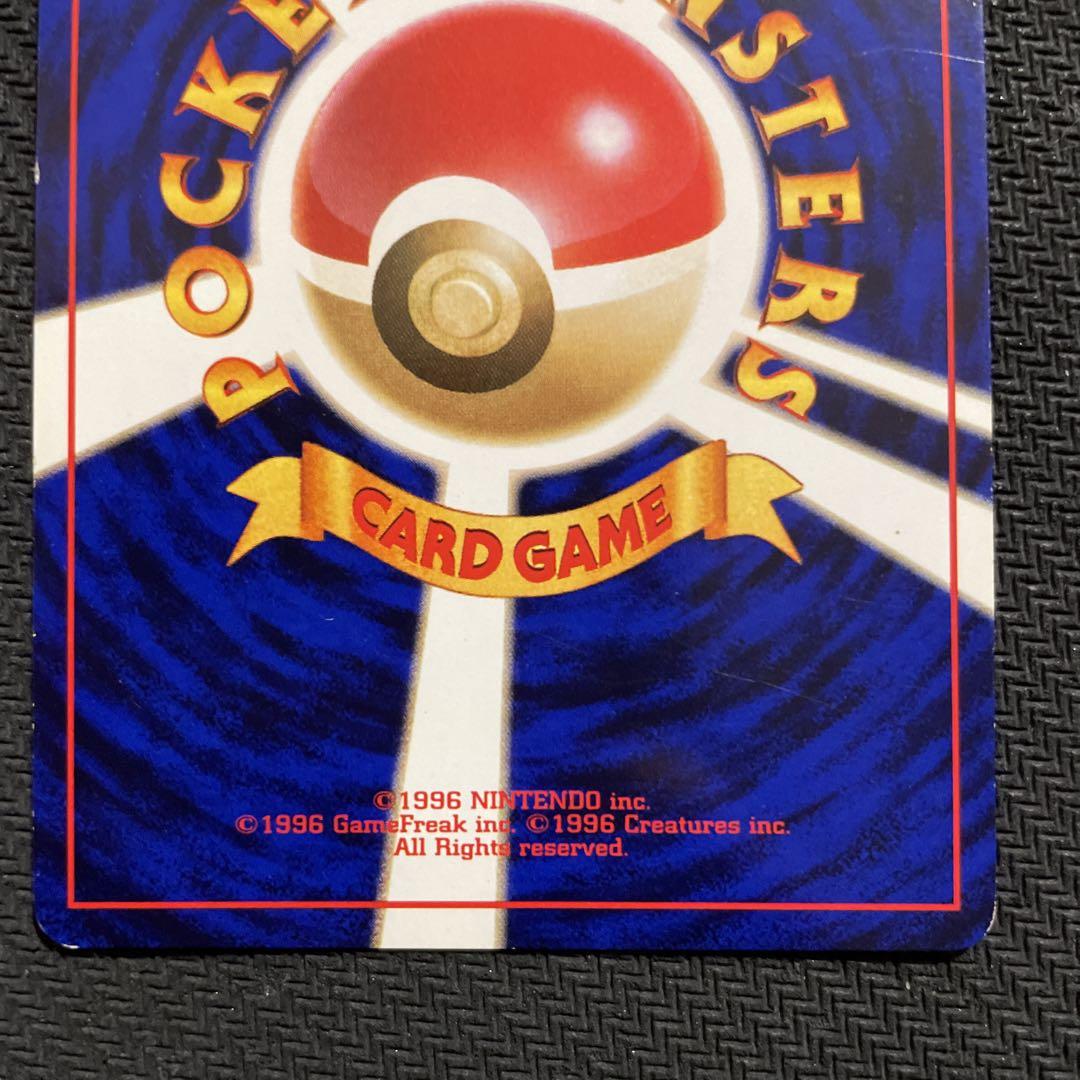 POCKE STERS
CARD GAME
©1996 NINTENDO inc.
©1996 GameFreak inc. ©1996 Creatures inc.
All Rights reserved.